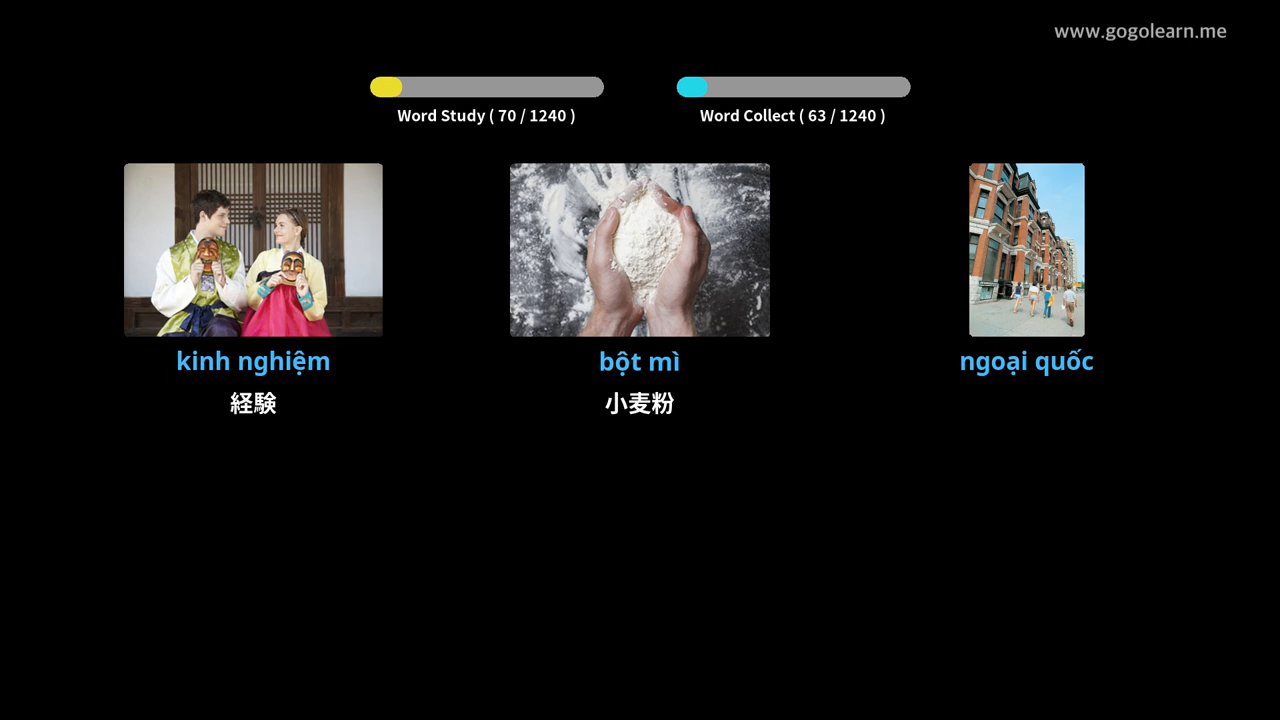 www.gogolearn.me
Word Study ( 70 / 1240 )
Word Collect ( 63 / 1240 )
kinh nghiệm
経験
bột mì
小麦粉
ngoại quốc